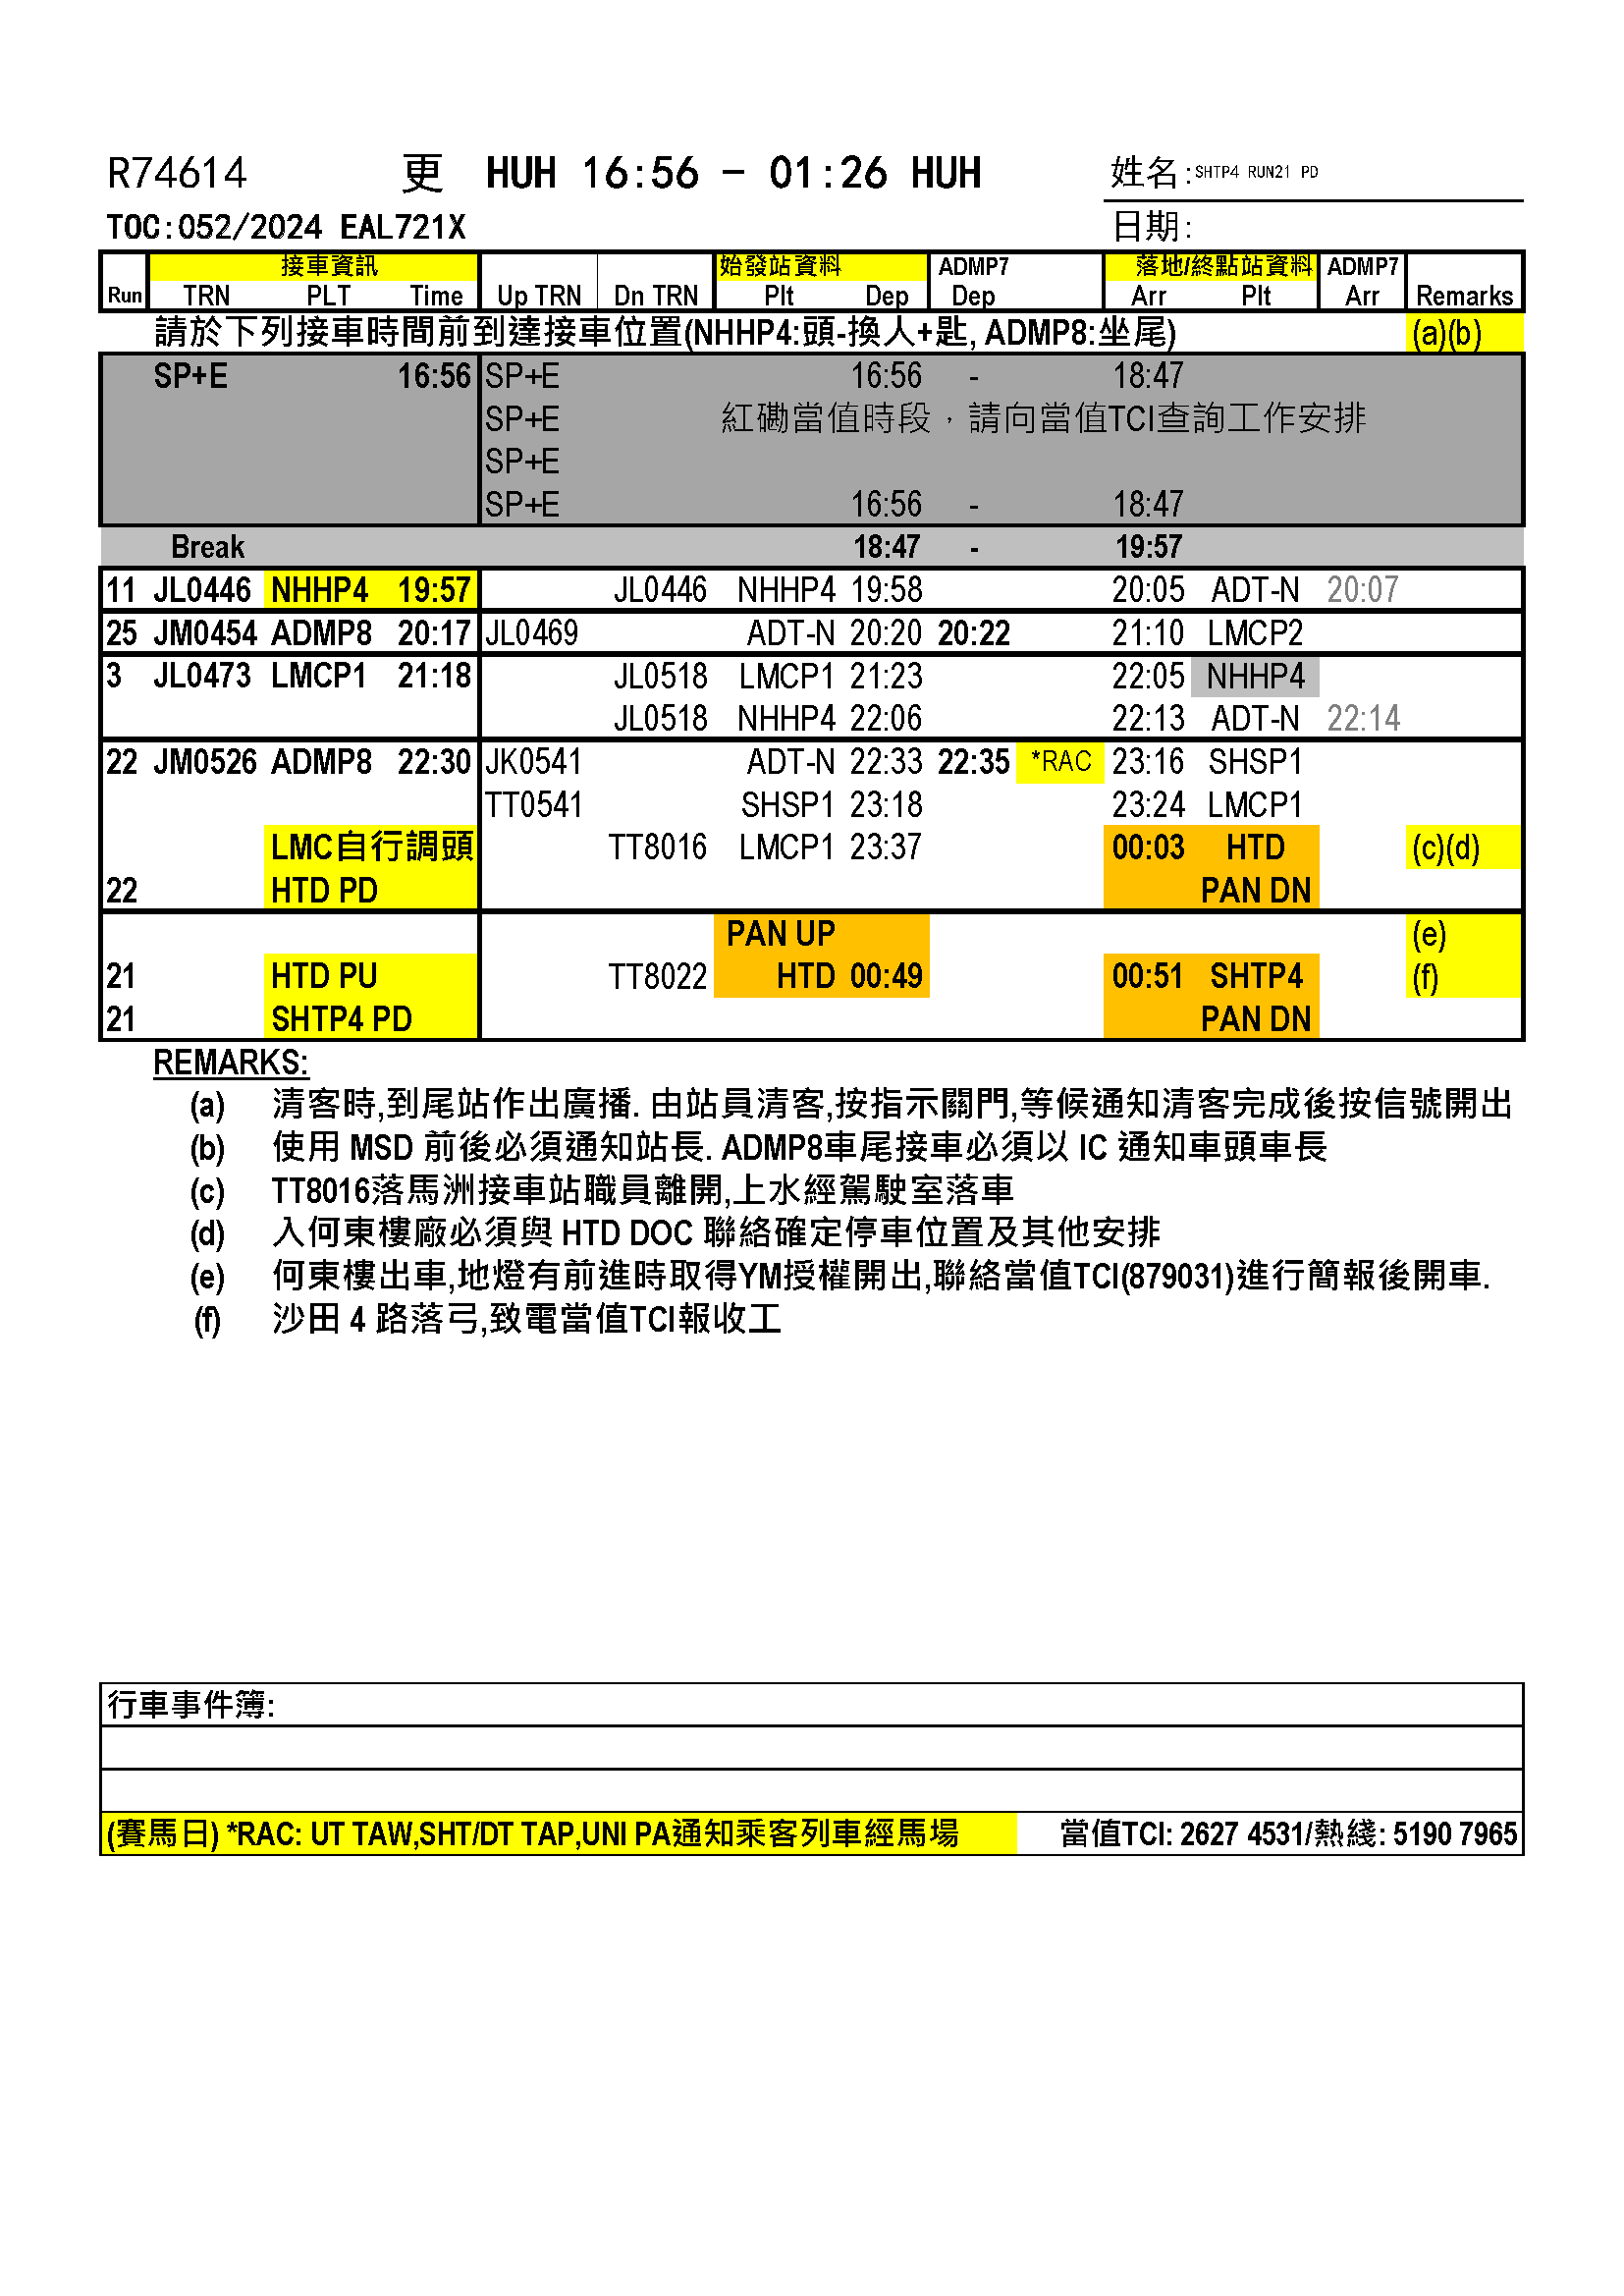 R74614 更 HUH 16:56 - 01:26 HUH 姓名:SHTP4 RUN21 PD
TOC:052/2024 EAL721X 日期:
接車資訊 始發站資料 ADMP7 落地/終點站資料 ADMP7
Run TRN PLT Time Up TRN Dn TRN Plt Dep Dep Arr Plt Arr Remarks
請於下列接車時間前到達接車位置(NHHP4:頭-換人+匙, ADMP8:坐尾) (a)(b)
SP+E 16:56 SP+E 16:56 - 18:47
SP+E 紅磡當值時段，請向當值TCI查詢工作安排
SP+E
SP+E 16:56 - 18:47
Break 18:47 - 19:57
11 JL0446 NHHP4 19:57 JL0446 NHHP4 19:58 20:05 ADT-N 20:07
25 JM0454 ADMP8 20:17 JL0469 ADT-N 20:20 20:22 21:10 LMCP2
3 JL0473 LMCP1 21:18 JL0518 LMCP1 21:23 22:05 NHHP4
JL0518 NHHP4 22:06 22:13 ADT-N 22:14
22 JM0526 ADMP8 22:30 JK0541 ADT-N 22:33 22:35 *RAC 23:16 SHSP1
TT0541 SHSP1 23:18 23:24 LMCP1
LMC自行調頭 TT8016 LMCP1 23:37 00:03 HTD (c)(d)
22 HTD PD PAN DN
PAN UP (e)
21 HTD PU TT8022 HTD 00:49 00:51 SHTP4 (f)
21 SHTP4 PD PAN DN
REMARKS:
(a) 清客時,到尾站作出廣播. 由站員清客,按指示關門,等候通知清客完成後按信號開出
(b) 使用 MSD 前後必須通知站長. ADMP8車尾接車必須以 IC 通知車頭車長
(c) TT8016落馬洲接車站職員離開,上水經駕駛室落車
(d) 入何東樓廠必須與 HTD DOC 聯絡確定停車位置及其他安排
(e) 何東樓出車,地燈有前進時取得YM授權開出,聯絡當值TCI(879031)進行簡報後開車.
(f) 沙田 4 路落弓,致電當值TCI報收工
行車事件簿:
(賽馬日) *RAC: UT TAW,SHT/DT TAP,UNI PA通知乘客列車經馬場 當值TCI: 2627 4531/熱綫: 5190 7965